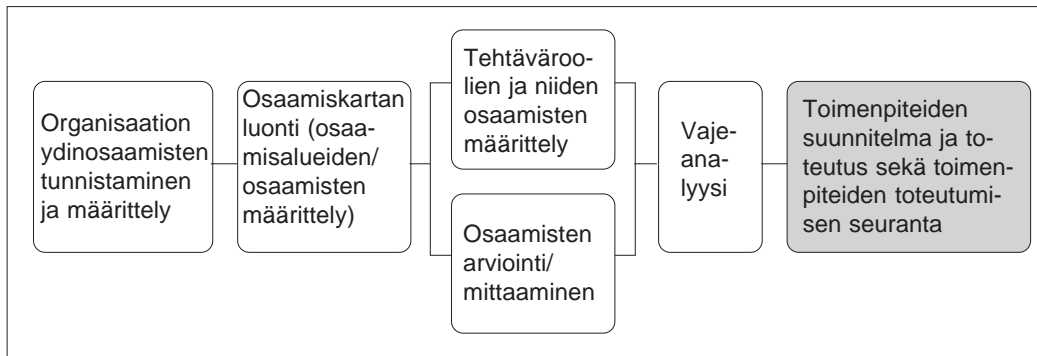 Organisaation
ydinosaamisten
tunnistaminen
ja määrittely
Osaamiskartan
luonti (osaa-
misalueiden/
osaamisten
määrittely)
Tehtäväroo-
lien ja niiden
osaamisten
määrittely
Osaamisten
arviointi/
mittaaminen
Vaje-
ana-
lyysi
Toimenpiteiden
suunnitelma ja to-
teutus sekä toimen-
piteiden toteutumi-
sen seuranta